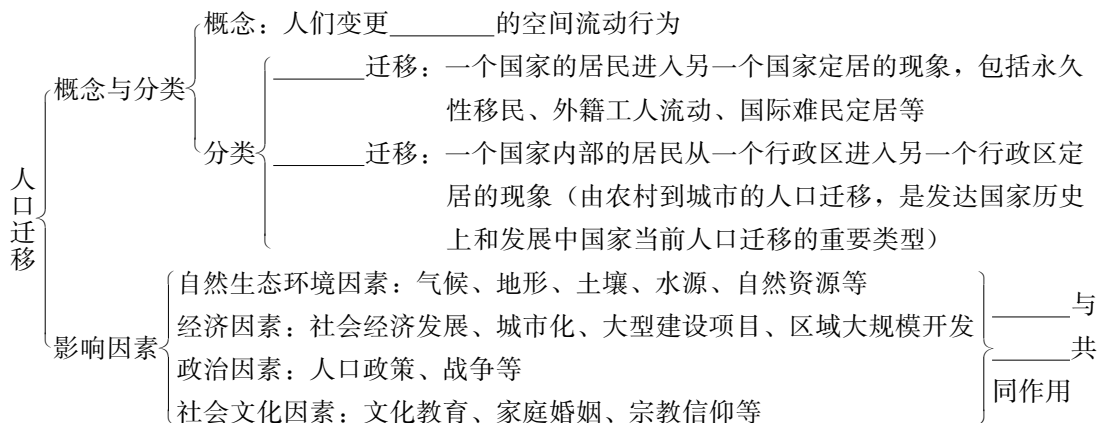 概念：人们变更________的空间流动行为
概念与分类
分类
________迁移：一个国家的居民进入另一个国家定居的现象，包括永久
性移民、外籍工人流动、国际难民定居等
________迁移：一个国家内部的居民从一个行政区进入另一个行政区定
居的现象（由农村到城市的人口迁移，是发达国家历史
上和发展中国家当前人口迁移的重要类型）
人口迁移
影响因素
自然生态环境因素：气候、地形、土壤、水源、自然资源等
经济因素：社会经济发展、城市化、大型建设项目、区域大规模开发
政治因素：人口政策、战争等
社会文化因素：文化教育、家庭婚姻、宗教信仰等
______与
______共
同作用